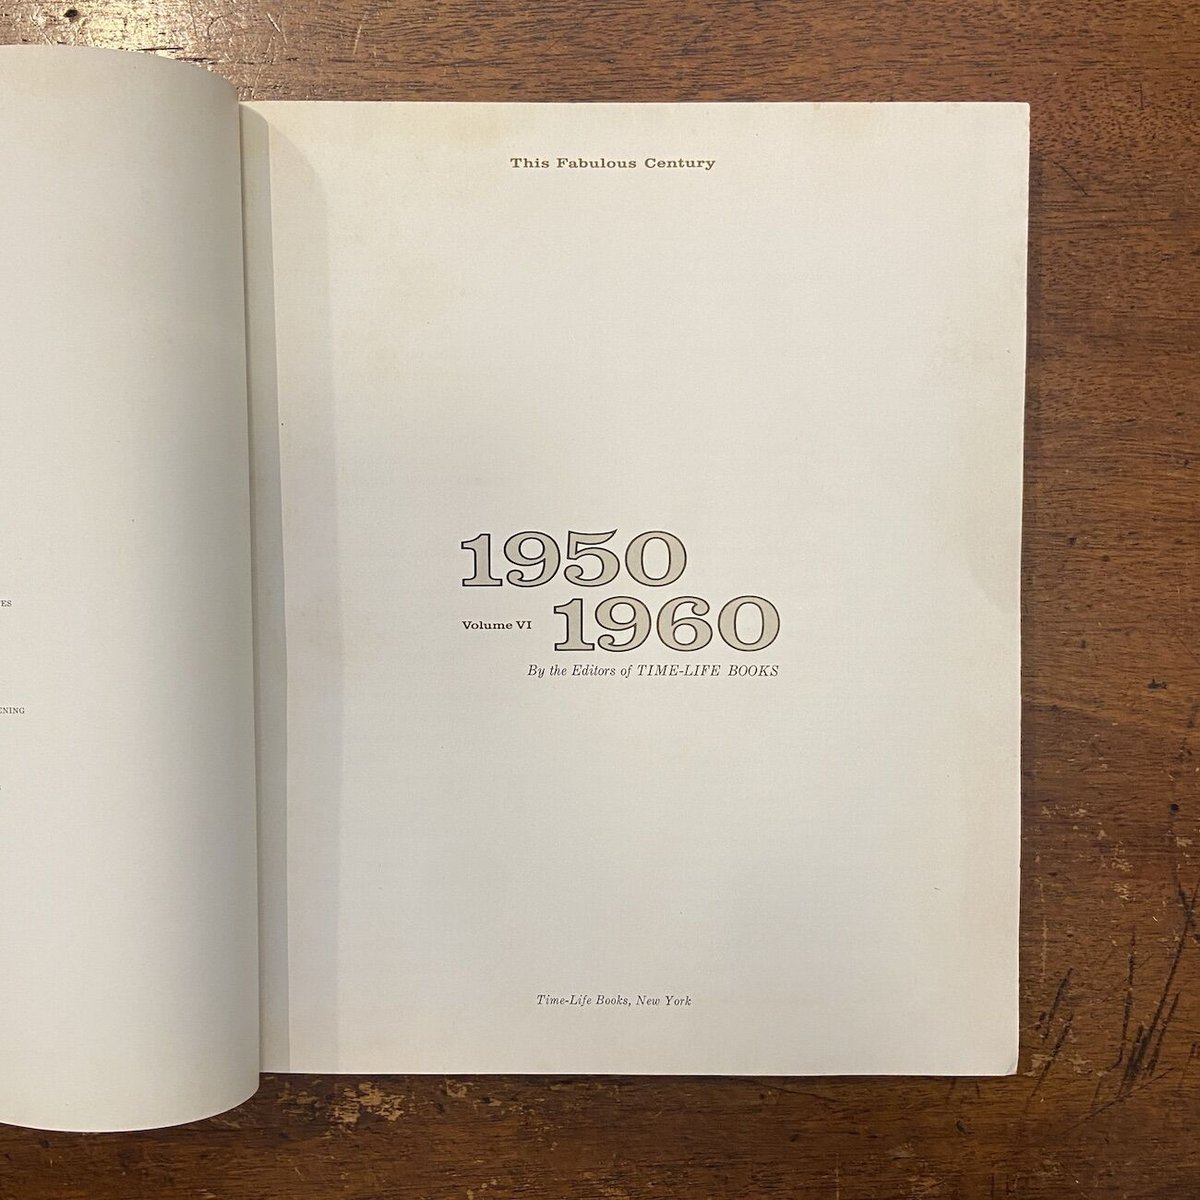 This Fabulous Century
1950
Volume VI 1960
By the Editors of TIME-LIFE BOOKS
Time-Life Books, New York